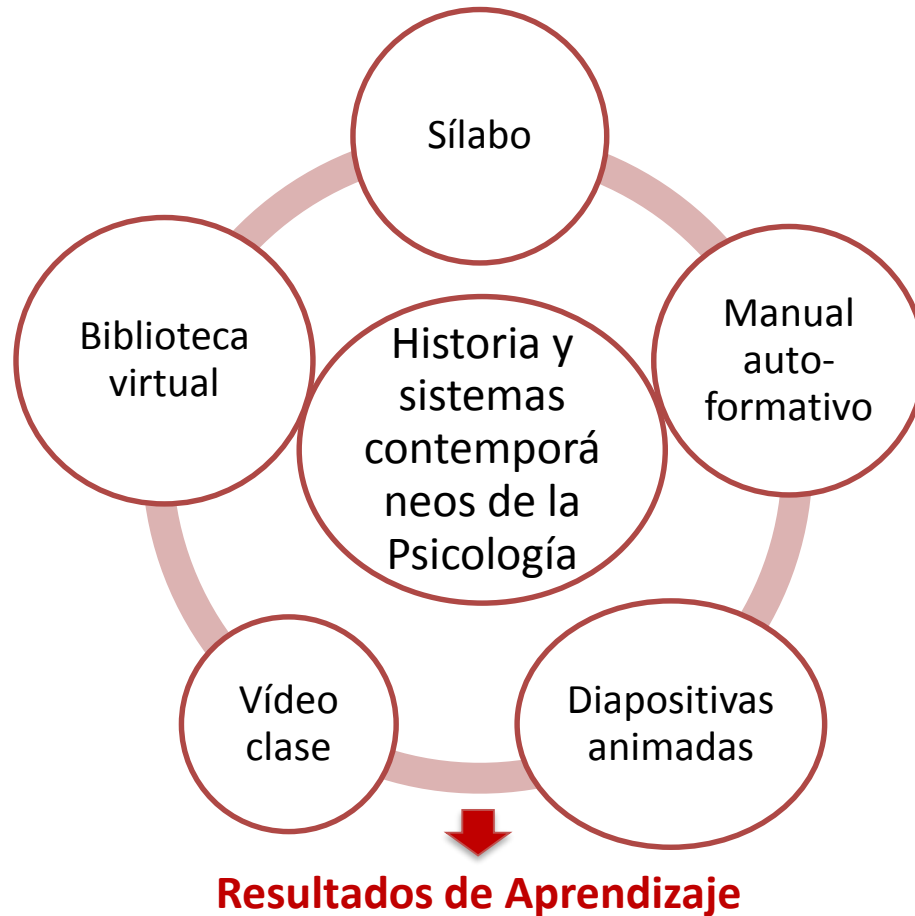 Sílabo
Manual
auto-
formativo
Diapositivas
animadas
Vídeo
clase
Biblioteca
virtual
Historia y
sistemas
contemporá
neos de la
Psicología
Resultados de Aprendizaje